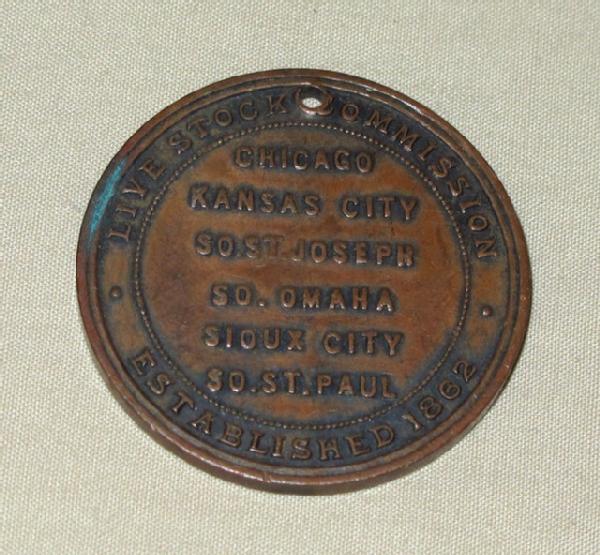 LIVE STOCK COMMISSION
CHICAGO
KANSAS CITY
SO.ST.JOSEPH
SO. OMAHA
SIOUX CITY
SO.ST.PAUL
ESTABLISHED 1862